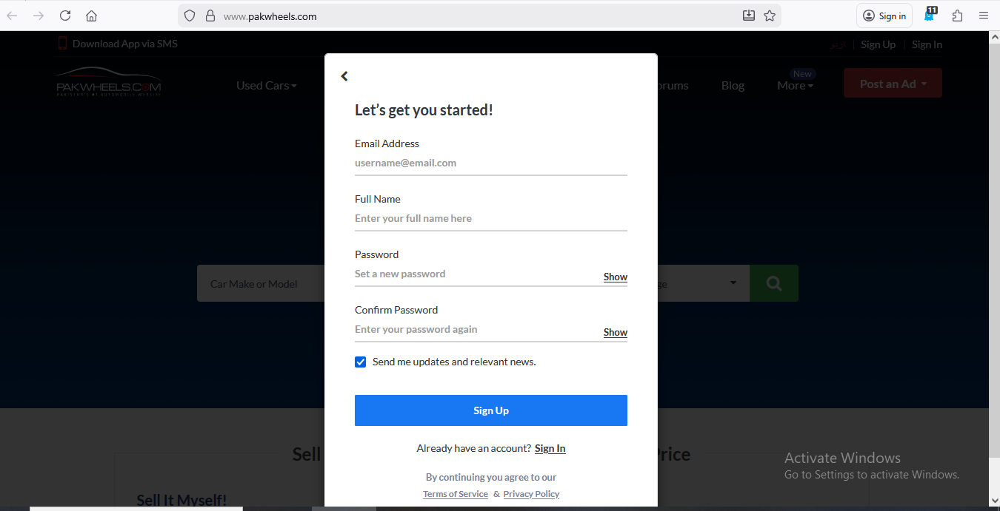 www.pakwheels.com
Sign in
11
Download App via SMS
اردو
Sign Up
Sign In
PAKWHEELS.COM
PAKISTAN'S #1 AUTOMOBILE WEBSITE
Used Cars
orums
Blog
More
New
Post an Ad
Let's get you started!
Email Address
username@email.com
Full Name
Enter your full name here
Password
Set a new password
Show
Confirm Password
Enter your password again
Show
Send me updates and relevant news.
Sign Up
Already have an account? Sign In
By continuing you agree to our
Terms of Service & Privacy Policy
Car Make or Model
ge
Sell
Price
Sell It Myself!
Activate Windows
Go to Settings to activate Windows.